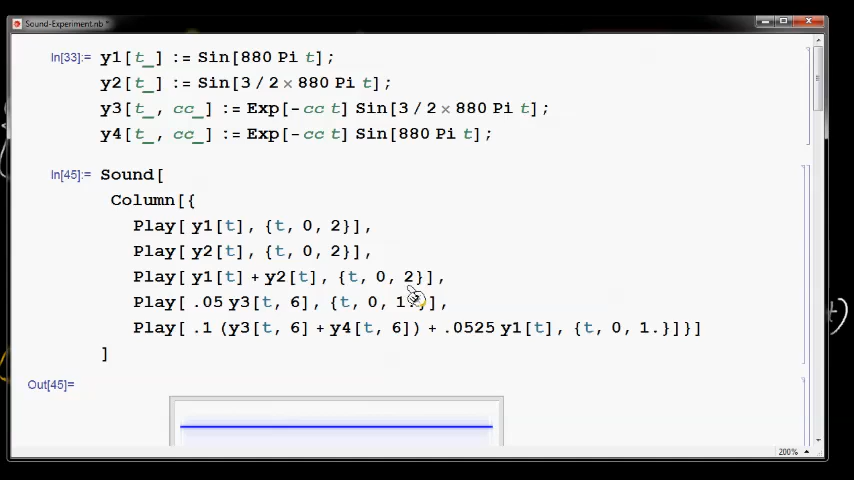 Sound-Experiment.nb *
In[33]:= y1[t_] := Sin[880 Pi t];
y2[t_] := Sin[3 / 2 × 880 Pi t];
y3[t_, cc_] := Exp[-cc t] Sin[3 / 2 × 880 Pi t];
y4[t_, cc_] := Exp[-cc t] Sin[880 Pi t];
In[45]:= Sound[
Column[{
Play[ y1[t], {t, 0, 2}],
Play[ y2[t], {t, 0, 2}],
Play[ y1[t] + y2[t], {t, 0, 2}],
Play[ .05 y3[t, 6], {t, 0, 1.}],
Play[ .1 (y3[t, 6] + y4[t, 6]) + .0525 y1[t], {t, 0, 1.}]}]
]
Out[45]=
200%